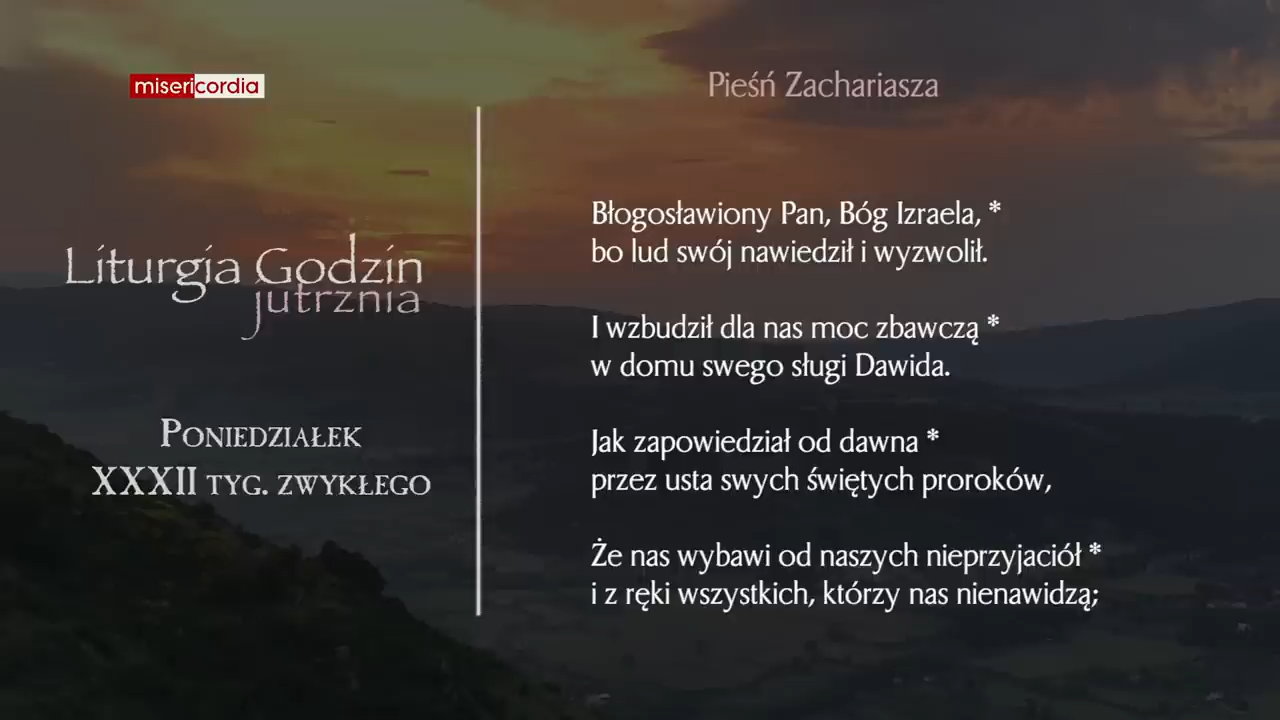 misericordia
Liturgia Godzin
jutrznia
Poniedziałek
XXXII tyg. zwykłego
Pieśń Zachariasza
Błogosławiony Pan, Bóg Izraela, *
bo lud swój nawiedził i wyzwolił.
I wzbudził dla nas moc zbawczą *
w domu swego sługi Dawida.
Jak zapowiedział od dawna *
przez usta swych świętych proroków,
Że nas wybawi od naszych nieprzyjaciół *
i z ręki wszystkich, którzy nas nienawidzą;